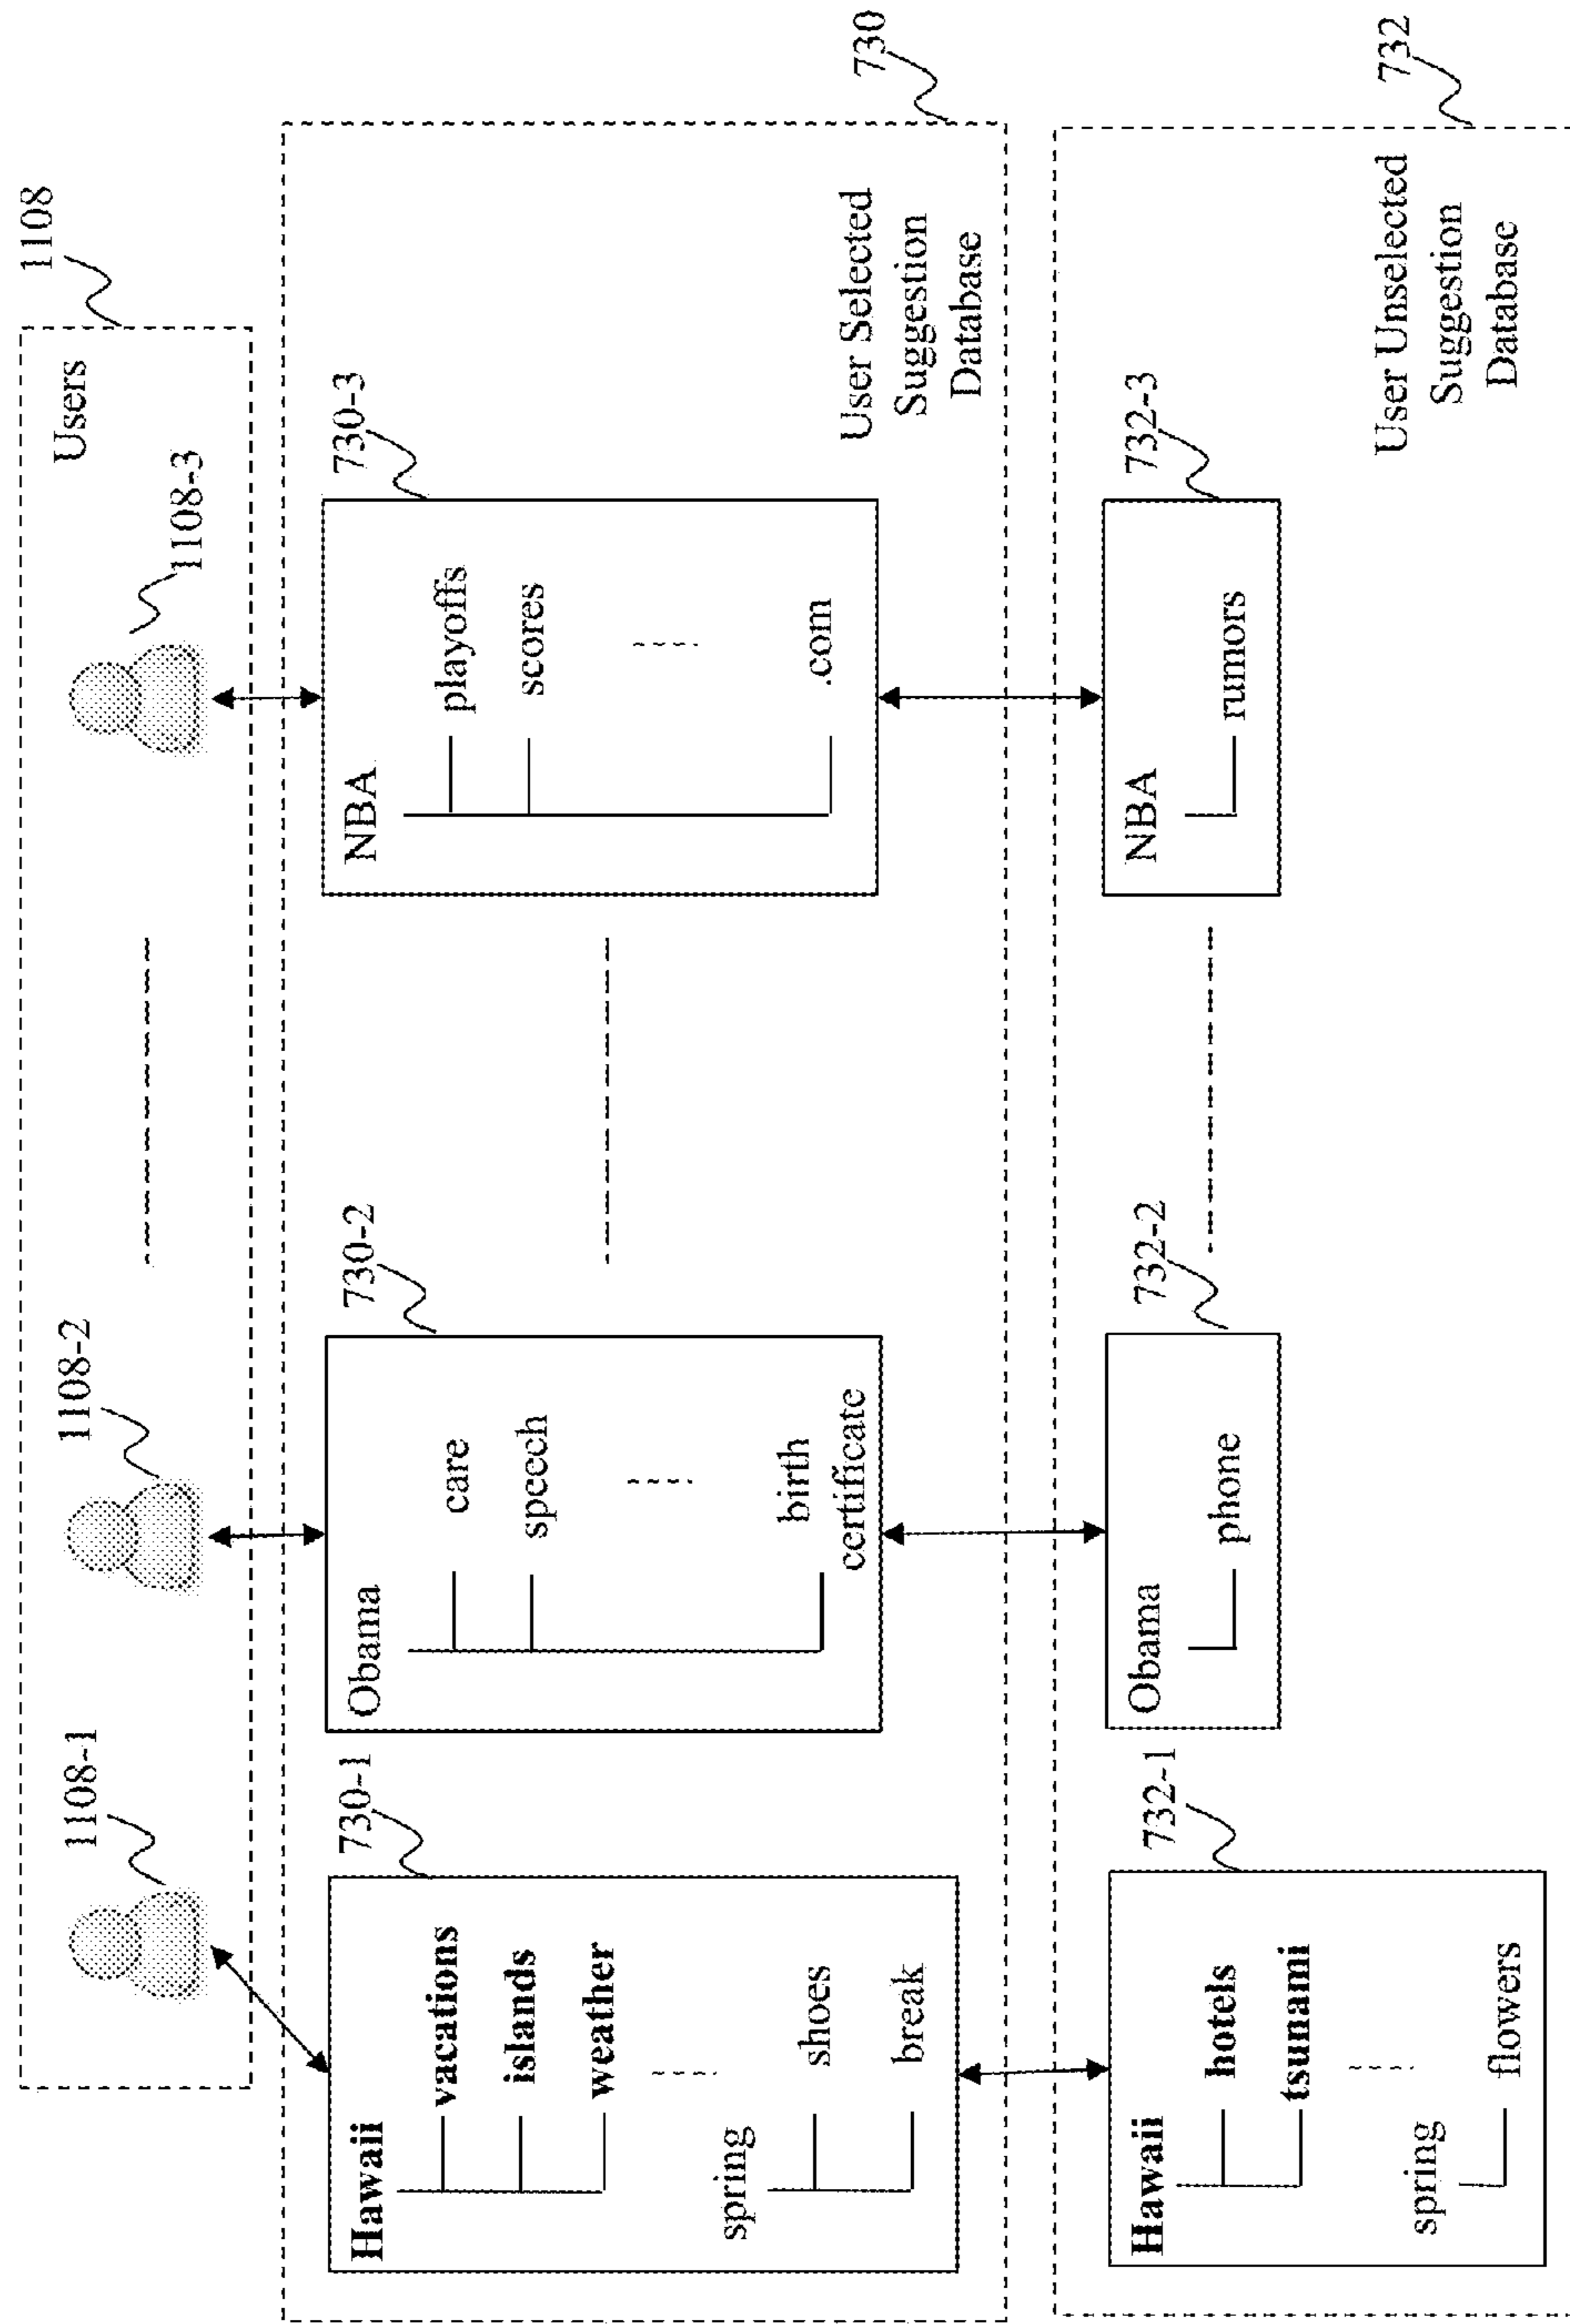 1108
Users
1108-1
1108-2
1108-3
730
730-1
Hawaii
vacations
islands
weather
spring
shoes
break
730-2
Obama
care
speech
birth
certificate
730-3
NBA
playoffs
scores
.com
User Selected
Suggestion
Database
732
732-1
Hawaii
hotels
tsunami
spring
flowers
732-2
Obama
phone
732-3
NBA
rumors
User Unselected
Suggestion
Database